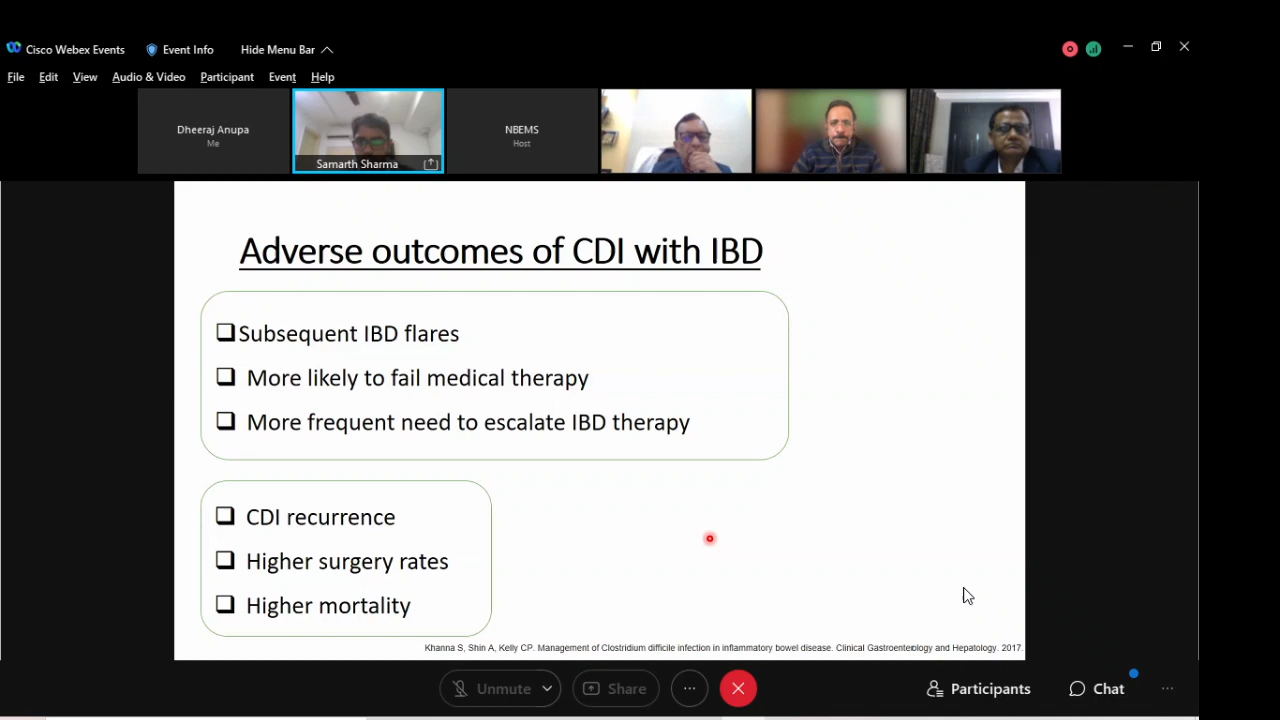 Cisco Webex Events Event Info Hide Menu Bar
File Edit View Audio & Video Participant Event Help
Dheeraj Anupa
Me
Samarth Sharma
NBEMS
Host
Adverse outcomes of CDI with IBD
Subsequent IBD flares
More likely to fail medical therapy
More frequent need to escalate IBD therapy
CDI recurrence
Higher surgery rates
Higher mortality
Khanna S, Shin A, Kelly CP. Management of Clostridium difficile infection in inflammatory bowel disease. Clinical Gastroenterology and Hepatology. 2017.
Unmute Share Participants Chat